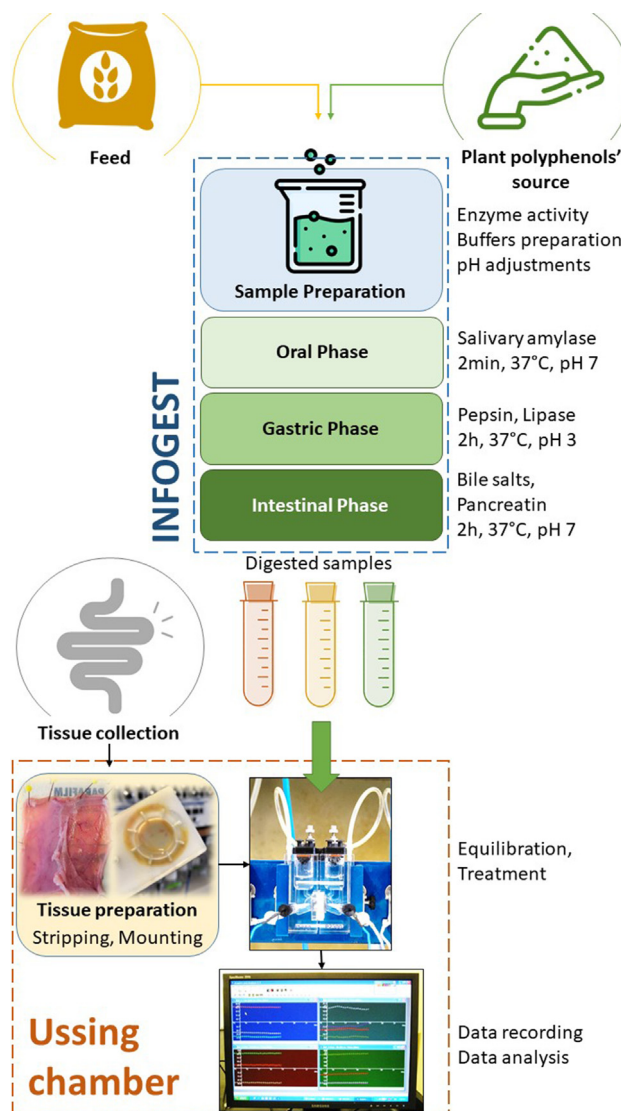 Feed
Plant polyphenols'
source
Enzyme activity
Buffers preparation
pH adjustments
Sample Preparation
INFOGEST
Oral Phase
Salivary amylase
2min, 37°C, pH 7
Gastric Phase
Pepsin, Lipase
2h, 37°C, pH 3
Intestinal Phase
Bile salts,
Pancreatin
2h, 37°C, pH 7
Digested samples
Tissue collection
PARAFILM
Tissue preparation
Stripping, Mounting
Equilibration,
Treatment
Ussing
chamber
Data recording
Data analysis
SAMSUNG